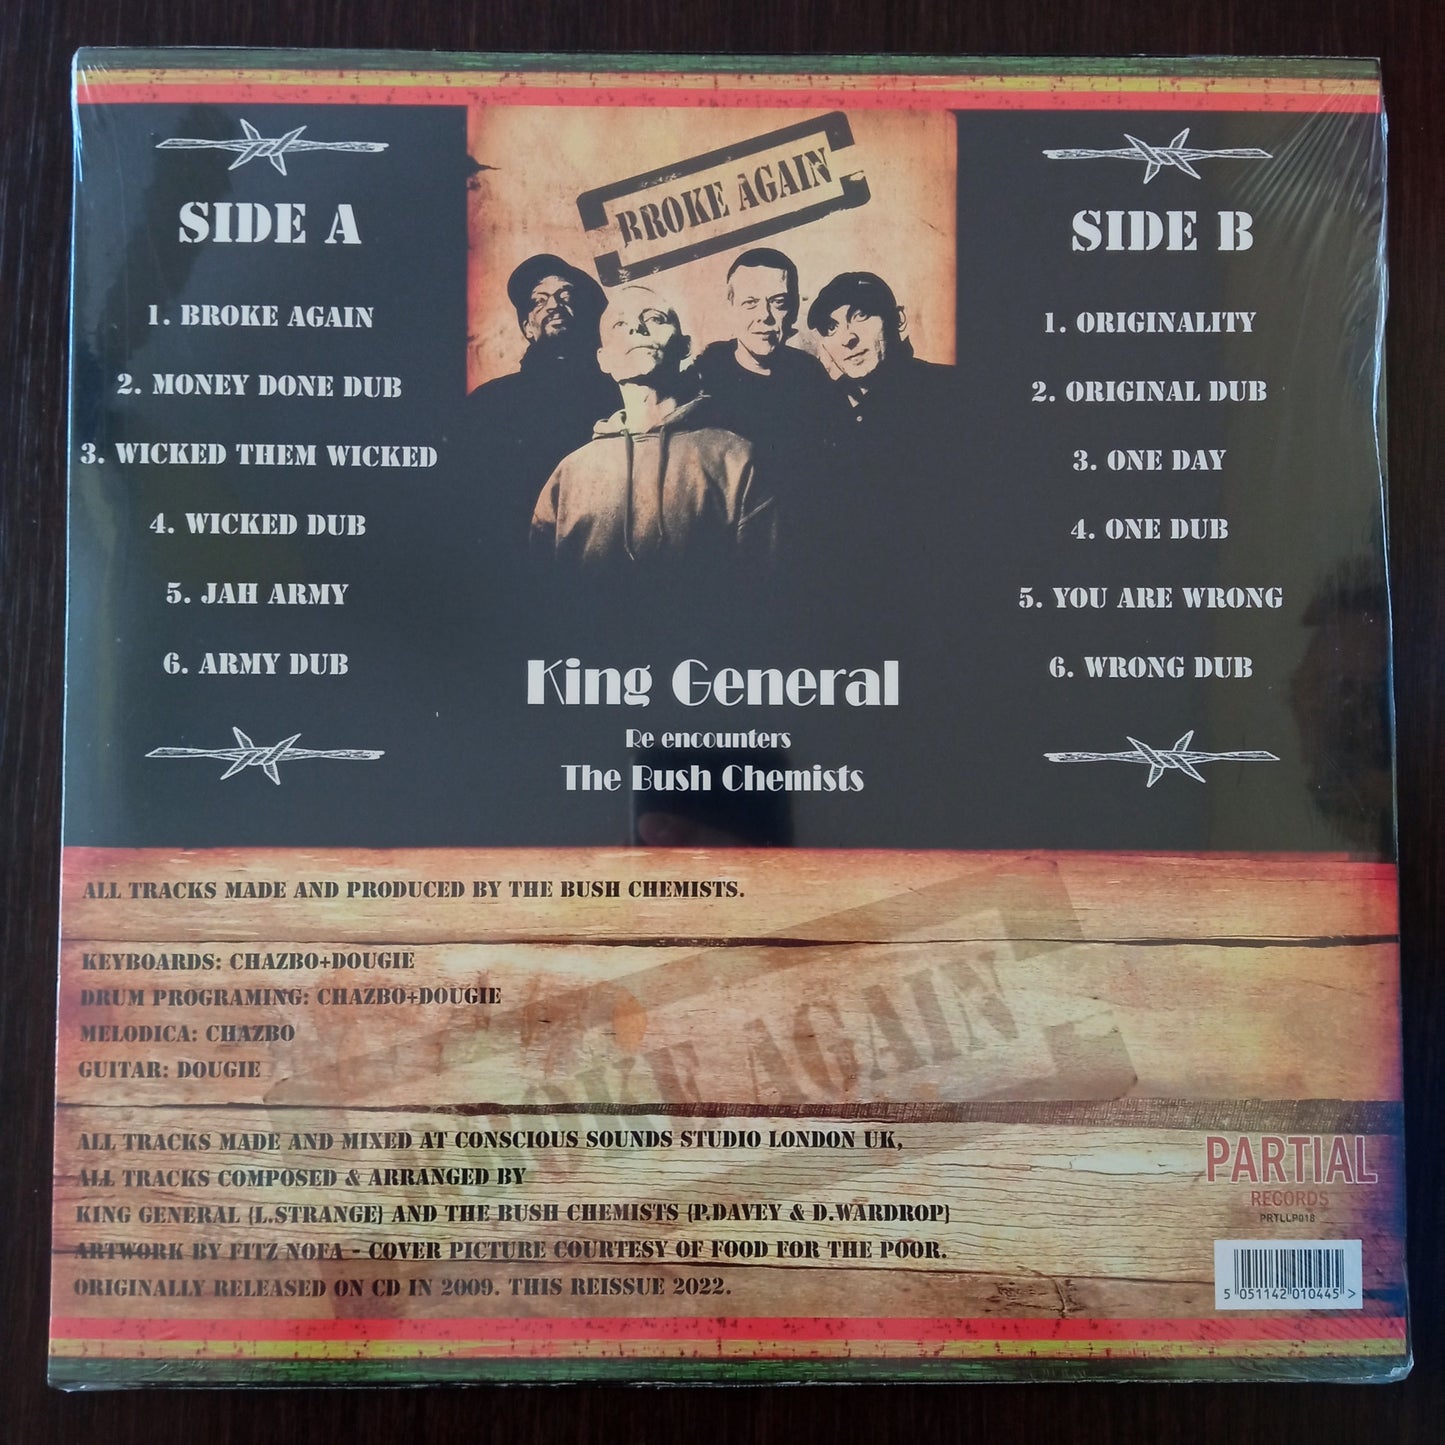 BROKE AGAIN
SIDE A
1. BROKE AGAIN
2. MONEY DONE DUB
3. WICKED THEM WICKED
4. WICKED DUB
5. JAH ARMY
6. ARMY DUB
SIDE B
1. ORIGINALITY
2. ORIGINAL DUB
3. ONE DAY
4. ONE DUB
5. YOU ARE WRONG
6. WRONG DUB
King General
Re encounters
The Bush Chemists
ALL TRACKS MADE AND PRODUCED BY THE BUSH CHEMISTS.
KEYBOARDS: CHAZBO+DOUGIE
DRUM PROGRAMING: CHAZBO+DOUGIE
MELODICA: CHAZBO
GUITAR: DOUGIE
BROKE AGAIN
ALL TRACKS MADE AND MIXED AT CONSCIOUS SOUNDS STUDIO LONDON UK,
ALL TRACKS COMPOSED & ARRANGED BY
KING GENERAL (L.STRANGE) AND THE BUSH CHEMISTS (P.DAVEY & D.WARDROP)
ARTWORK BY FITZ NOFA - COVER PICTURE COURTESY OF FOOD FOR THE POOR.
ORIGINALLY RELEASED ON CD IN 2009. THIS REISSUE 2022.
PARTIAL
RECORDS
PRTLLP018
5 051142 010445 >